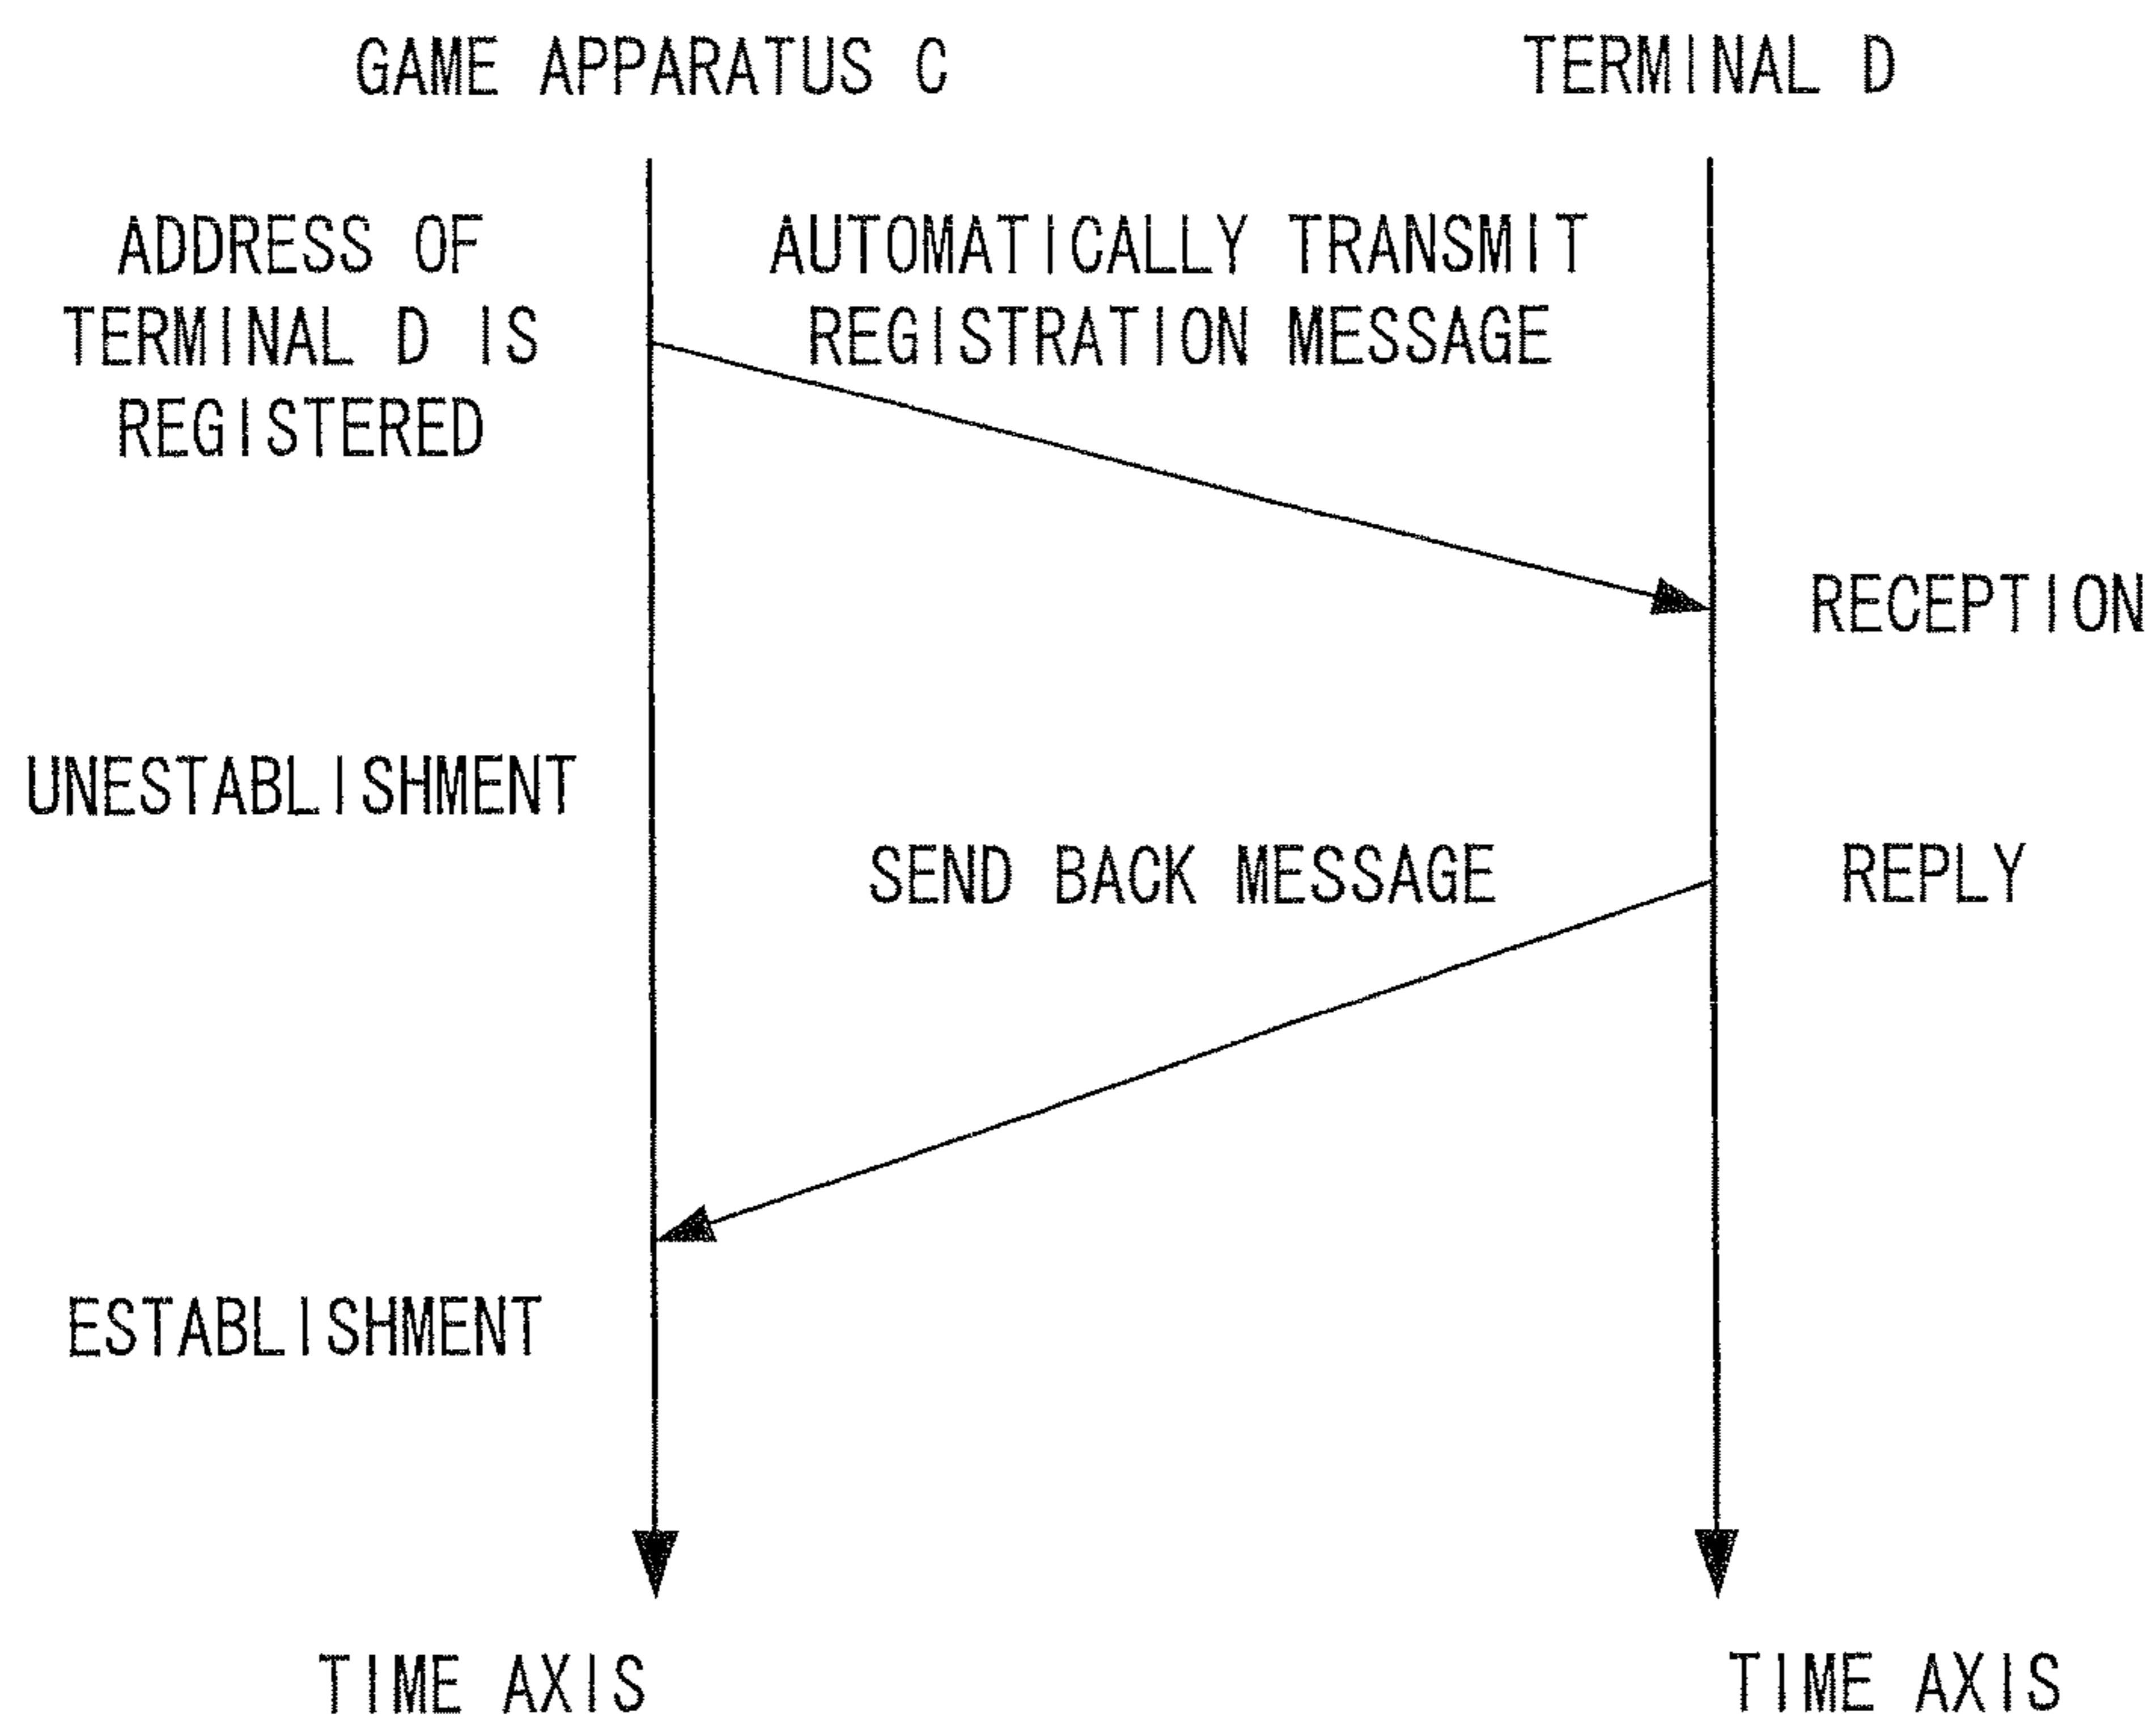 GAME APPARATUS C
TERMINAL D
ADDRESS OF
TERMINAL D IS
REGISTERED
AUTOMATICALLY TRANSMIT
REGISTRATION MESSAGE
RECEPTION
UNESTABLISHMENT
SEND BACK MESSAGE
REPLY
ESTABLISHMENT
TIME AXIS
TIME AXIS